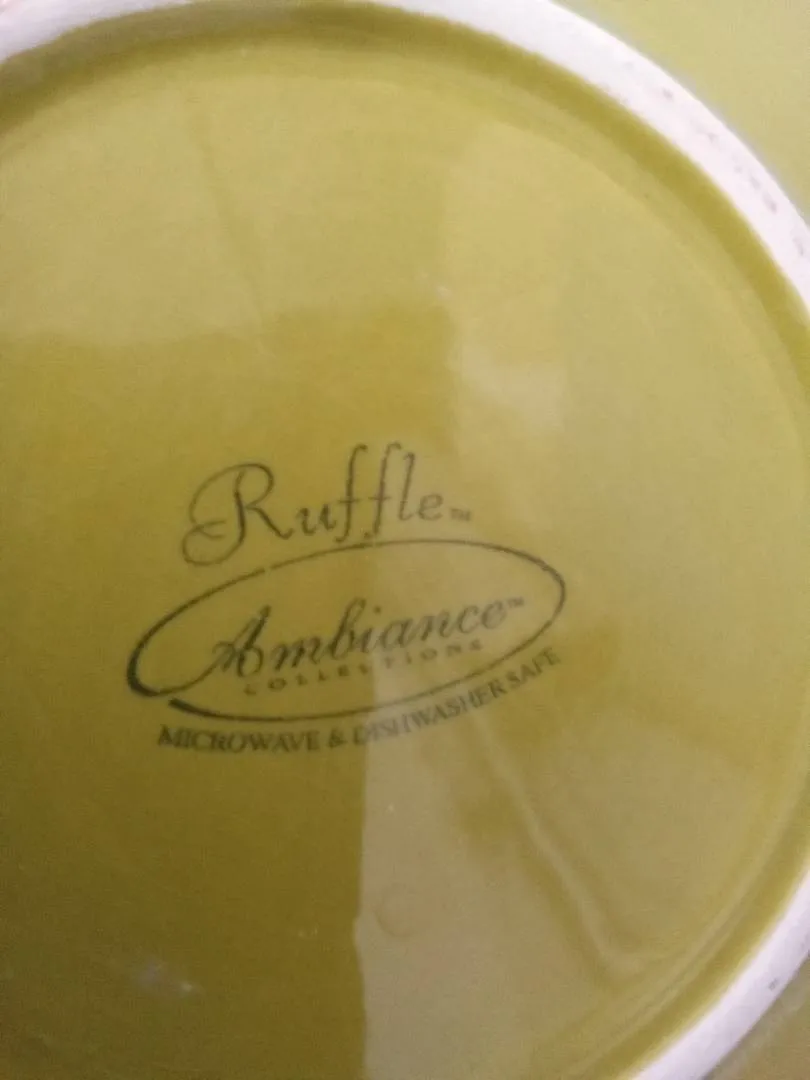 Ruffle™
Ambiance™
COLLECTIONS
MICROWAVE & DISHWASHER SAFE